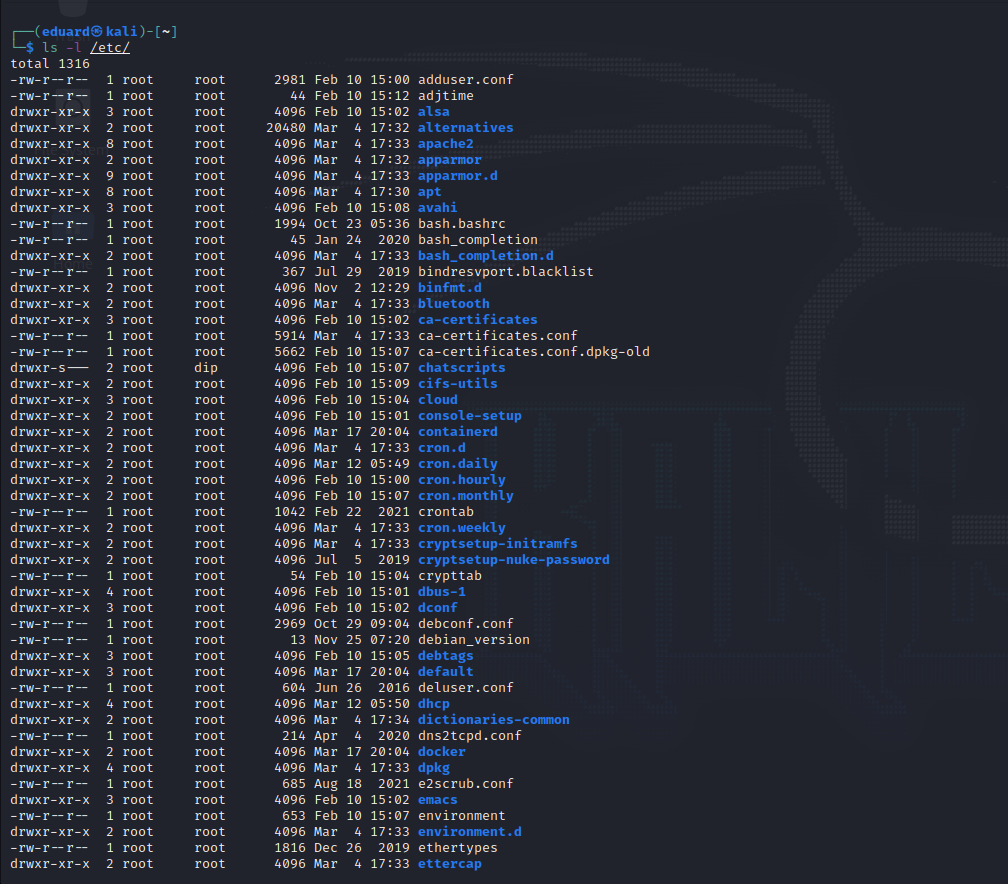 ┌──(eduard㉿kali)-[~]
└─$ ls -l /etc/
total 1316
-rw-r--r--  1 root     root      2981 Feb 10 15:00 adduser.conf
-rw-r--r--  1 root     root        44 Feb 10 15:12 adjtime
drwxr-xr-x  3 root     root      4096 Feb 10 15:02 alsa
drwxr-xr-x  2 root     root     20480 Mar  4 17:32 alternatives
drwxr-xr-x  8 root     root      4096 Mar  4 17:33 apache2
drwxr-xr-x  2 root     root      4096 Mar  4 17:32 apparmor
drwxr-xr-x  9 root     root      4096 Mar  4 17:33 apparmor.d
drwxr-xr-x  8 root     root      4096 Mar  4 17:30 apt
drwxr-xr-x  3 root     root      4096 Feb 10 15:08 avahi
-rw-r--r--  1 root     root      1994 Oct 23 05:36 bash.bashrc
-rw-r--r--  1 root     root        45 Jan 24  2020 bash_completion
drwxr-xr-x  2 root     root      4096 Mar  4 17:33 bash_completion.d
-rw-r--r--  1 root     root       367 Jul 29  2019 bindresvport.blacklist
drwxr-xr-x  2 root     root      4096 Nov  2 12:29 binfmt.d
drwxr-xr-x  2 root     root      4096 Mar  4 17:33 bluetooth
drwxr-xr-x  3 root     root      4096 Feb 10 15:02 ca-certificates
-rw-r--r--  1 root     root      5914 Mar  4 17:33 ca-certificates.conf
-rw-r--r--  1 root     root      5662 Feb 10 15:07 ca-certificates.conf.dpkg-old
drwxr-s---  2 root     dip       4096 Feb 10 15:07 chatscripts
drwxr-xr-x  2 root     root      4096 Feb 10 15:09 cifs-utils
drwxr-xr-x  3 root     root      4096 Feb 10 15:04 cloud
drwxr-xr-x  2 root     root      4096 Feb 10 15:01 console-setup
drwxr-xr-x  2 root     root      4096 Mar 17 20:04 containerd
drwxr-xr-x  2 root     root      4096 Mar  4 17:33 cron.d
drwxr-xr-x  2 root     root      4096 Mar 12 05:49 cron.daily
drwxr-xr-x  2 root     root      4096 Feb 10 15:00 cron.hourly
drwxr-xr-x  2 root     root      4096 Feb 10 15:07 cron.monthly
-rw-r--r--  1 root     root      1042 Feb 22  2021 crontab
drwxr-xr-x  2 root     root      4096 Mar  4 17:33 cron.weekly
drwxr-xr-x  2 root     root      4096 Mar  4 17:33 cryptsetup-initramfs
drwxr-xr-x  2 root     root      4096 Jul  5  2019 cryptsetup-nuke-password
-rw-r--r--  1 root     root        54 Feb 10 15:04 crypttab
drwxr-xr-x  4 root     root      4096 Feb 10 15:01 dbus-1
drwxr-xr-x  3 root     root      4096 Feb 10 15:02 dconf
-rw-r--r--  1 root     root      2969 Oct 29 09:04 debconf.conf
-rw-r--r--  1 root     root        13 Nov 25 07:20 debian_version
drwxr-xr-x  3 root     root      4096 Feb 10 15:05 debtags
drwxr-xr-x  3 root     root      4096 Mar 17 20:04 default
-rw-r--r--  1 root     root       604 Jun 26  2016 deluser.conf
drwxr-xr-x  4 root     root      4096 Mar 12 05:50 dhcp
drwxr-xr-x  2 root     root      4096 Mar  4 17:34 dictionaries-common
-rw-r--r--  1 root     root       214 Apr  4  2020 dns2tcpd.conf
drwxr-xr-x  2 root     root      4096 Mar 17 20:04 docker
drwxr-xr-x  4 root     root      4096 Mar  4 17:33 dpkg
-rw-r--r--  1 root     root       685 Aug 18  2021 e2scrub.conf
drwxr-xr-x  3 root     root      4096 Feb 10 15:02 emacs
-rw-r--r--  1 root     root       653 Feb 10 15:07 environment
drwxr-xr-x  2 root     root      4096 Mar  4 17:33 environment.d
-rw-r--r--  1 root     root      1816 Dec 26  2019 ethertypes
drwxr-xr-x  2 root     root      4096 Mar  4 17:33 ettercap